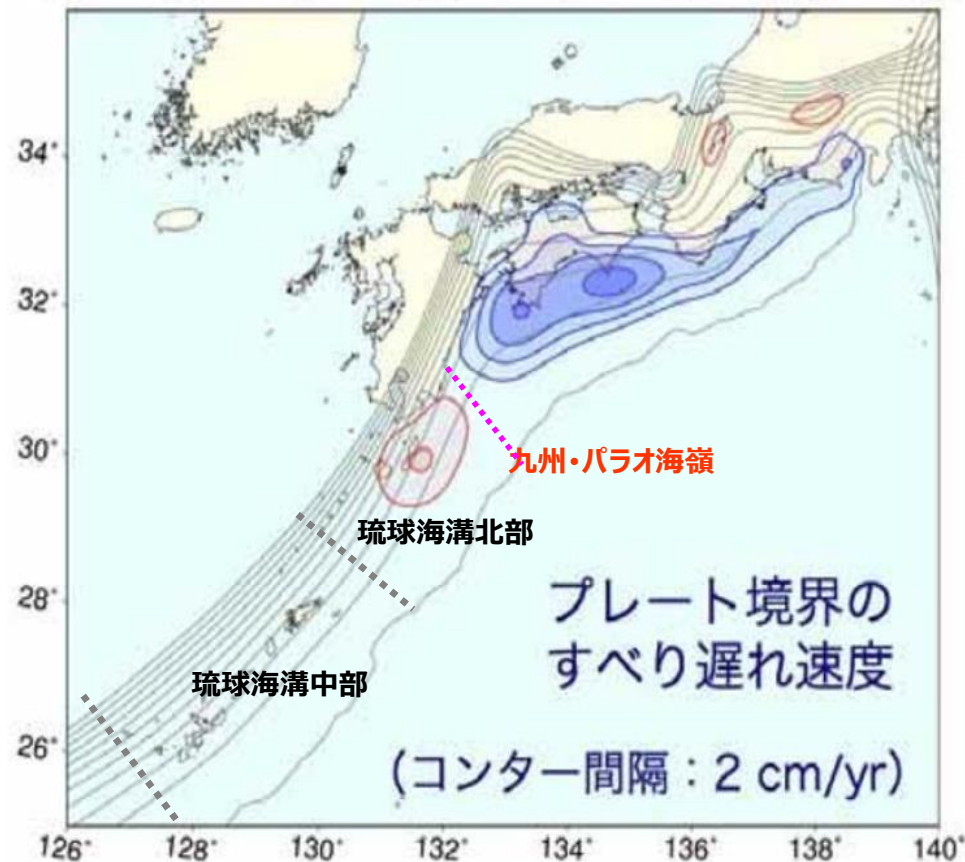 34°
32°
30°
28°
26°
九州・パラオ海嶺
琉球海溝北部
琉球海溝中部
プレート境界の
すべり遅れ速度
(コンター間隔：2 cm/yr)
126° 128° 130° 132° 134° 136° 138° 140°